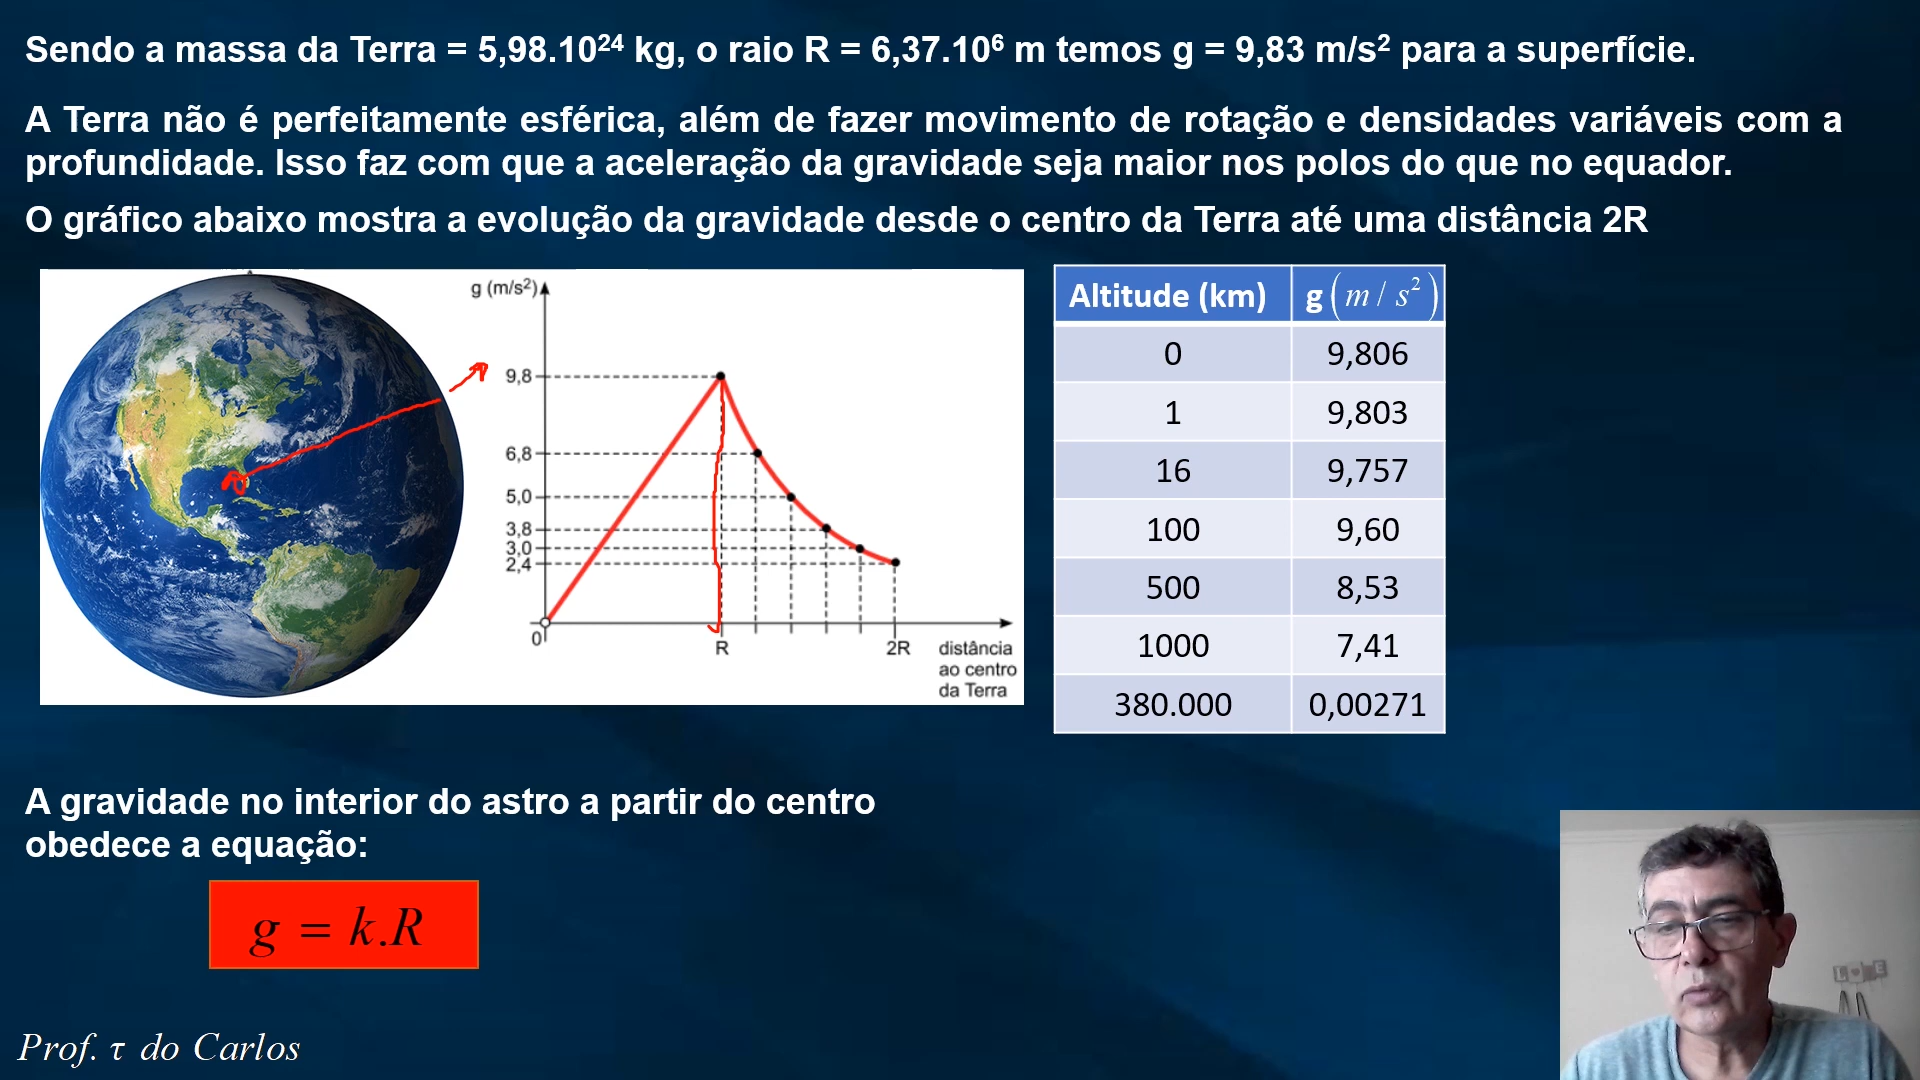 Sendo a massa da Terra = 5,98.10²⁴ kg, o raio R = 6,37.10⁶ m temos g = 9,83 m/s² para a superfície.
A Terra não é perfeitamente esférica, além de fazer movimento de rotação e densidades variáveis com a
profundidade. Isso faz com que a aceleração da gravidade seja maior nos polos do que no equador.
O gráfico abaixo mostra a evolução da gravidade desde o centro da Terra até uma distância 2R
g (m/s²)
9,8
6,8
5,0
3,8
3,0
2,4
0
R
2R
distância
ao centro
da Terra
Altitude (km) g (m / s²)
0 9,806
1 9,803
16 9,757
100 9,60
500 8,53
1000 7,41
380.000 0,00271
A gravidade no interior do astro a partir do centro
obedece a equação:
g = k.R
Prof. τ do Carlos